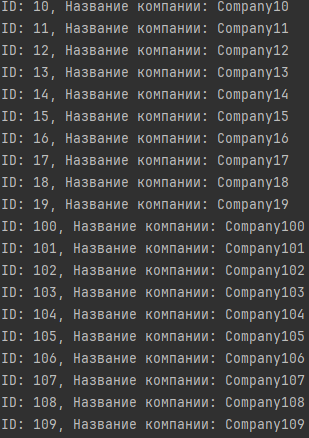 ID: 10, Название компании: Company10
ID: 11, Название компании: Company11
ID: 12, Название компании: Company12
ID: 13, Название компании: Company13
ID: 14, Название компании: Company14
ID: 15, Название компании: Company15
ID: 16, Название компании: Company16
ID: 17, Название компании: Company17
ID: 18, Название компании: Company18
ID: 19, Название компании: Company19
ID: 100, Название компании: Company100
ID: 101, Название компании: Company101
ID: 102, Название компании: Company102
ID: 103, Название компании: Company103
ID: 104, Название компании: Company104
ID: 105, Название компании: Company105
ID: 106, Название компании: Company106
ID: 107, Название компании: Company107
ID: 108, Название компании: Company108
ID: 109, Название компании: Company109